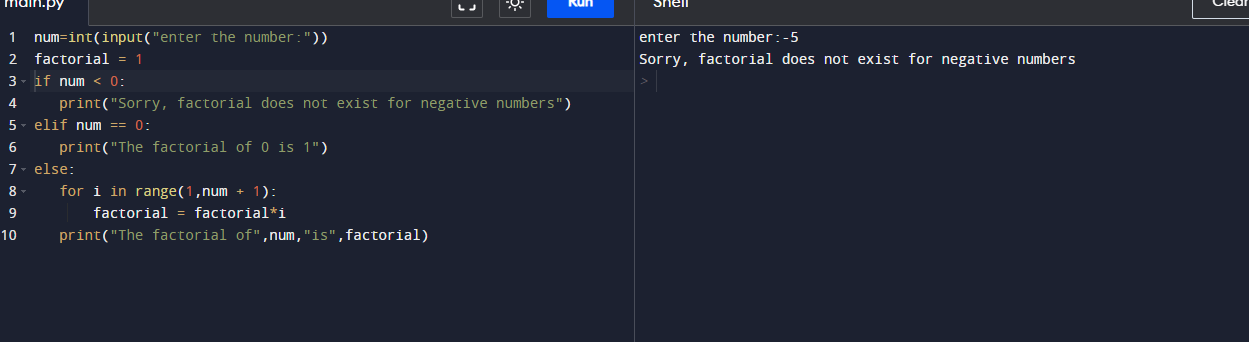 main.py
Run
Shell
Clear
1 num=int(input("enter the number:"))
2 factorial = 1
3 if num < 0:
4 print("Sorry, factorial does not exist for negative numbers")
5 elif num == 0:
6 print("The factorial of 0 is 1")
7 else:
8 for i in range(1,num + 1):
9 factorial = factorial*i
10 print("The factorial of",num,"is",factorial)
enter the number:-5
Sorry, factorial does not exist for negative numbers
>